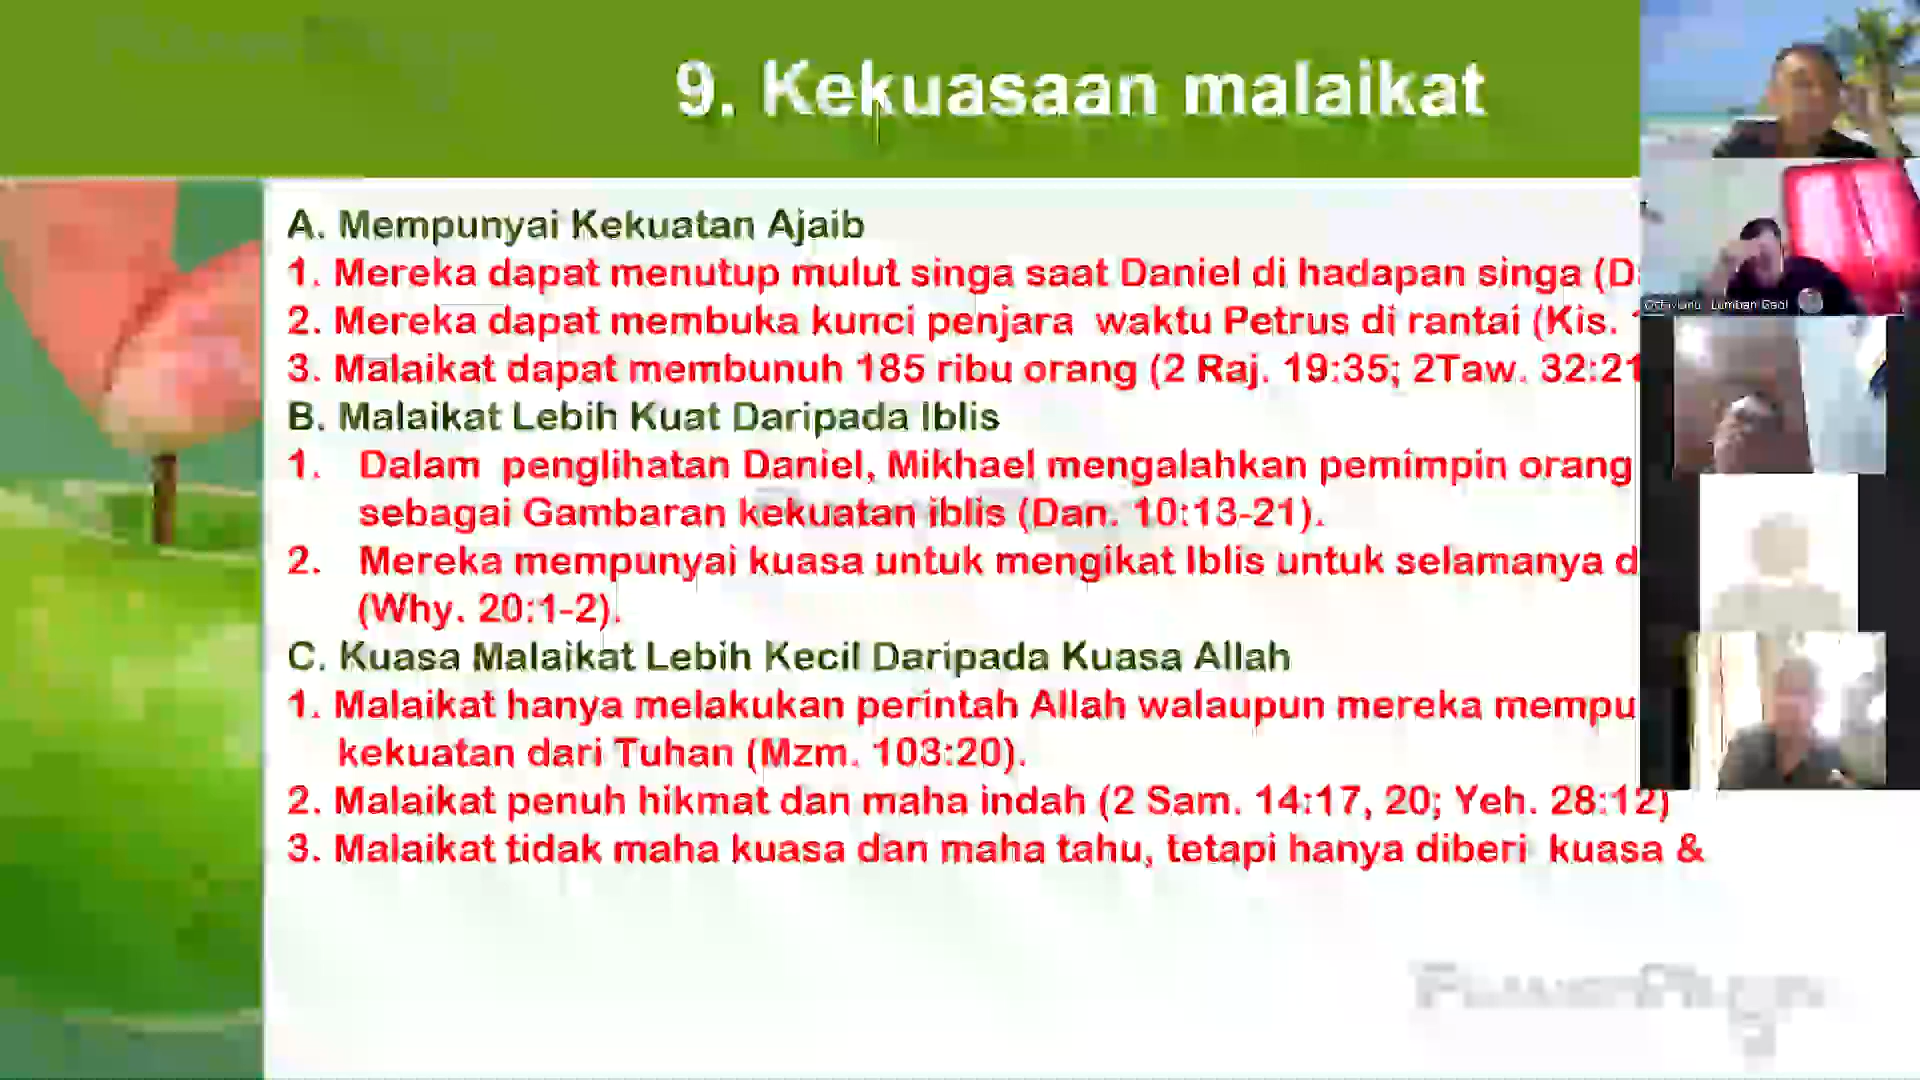 9. Kekuasaan malaikat
A. Mempunyai Kekuatan Ajaib
1. Mereka dapat menutup mulut singa saat Daniel di hadapan singa
2. Mereka dapat membuka kunci penjara waktu Petrus di rantai (Kis.
3. Malaikat dapat membunuh 185 ribu orang (2 Raj. 19:35; 2Taw. 32:21
B. Malaikat Lebih Kuat Daripada Iblis
1. Dalam penglihatan Daniel, Mikhael mengalahkan pemimpin orang
sebagai Gambaran kekuatan iblis (Dan. 10:13-21).
2. Mereka mempunyai kuasa untuk mengikat Iblis untuk selamanya
(Why. 20:1-2).
C. Kuasa Malaikat Lebih Kecil Daripada Kuasa Allah
1. Malaikat hanya melakukan perintah Allah walaupun mereka
kekuatan dari Tuhan (Mzm. 103:20).
2. Malaikat penuh hikmat dan maha indah (2 Sam. 14:17, 20; Yeh. 28:12)
3. Malaikat tidak maha kuasa dan maha tahu, tetapi hanya diberi kuasa &
Lumban Gaol